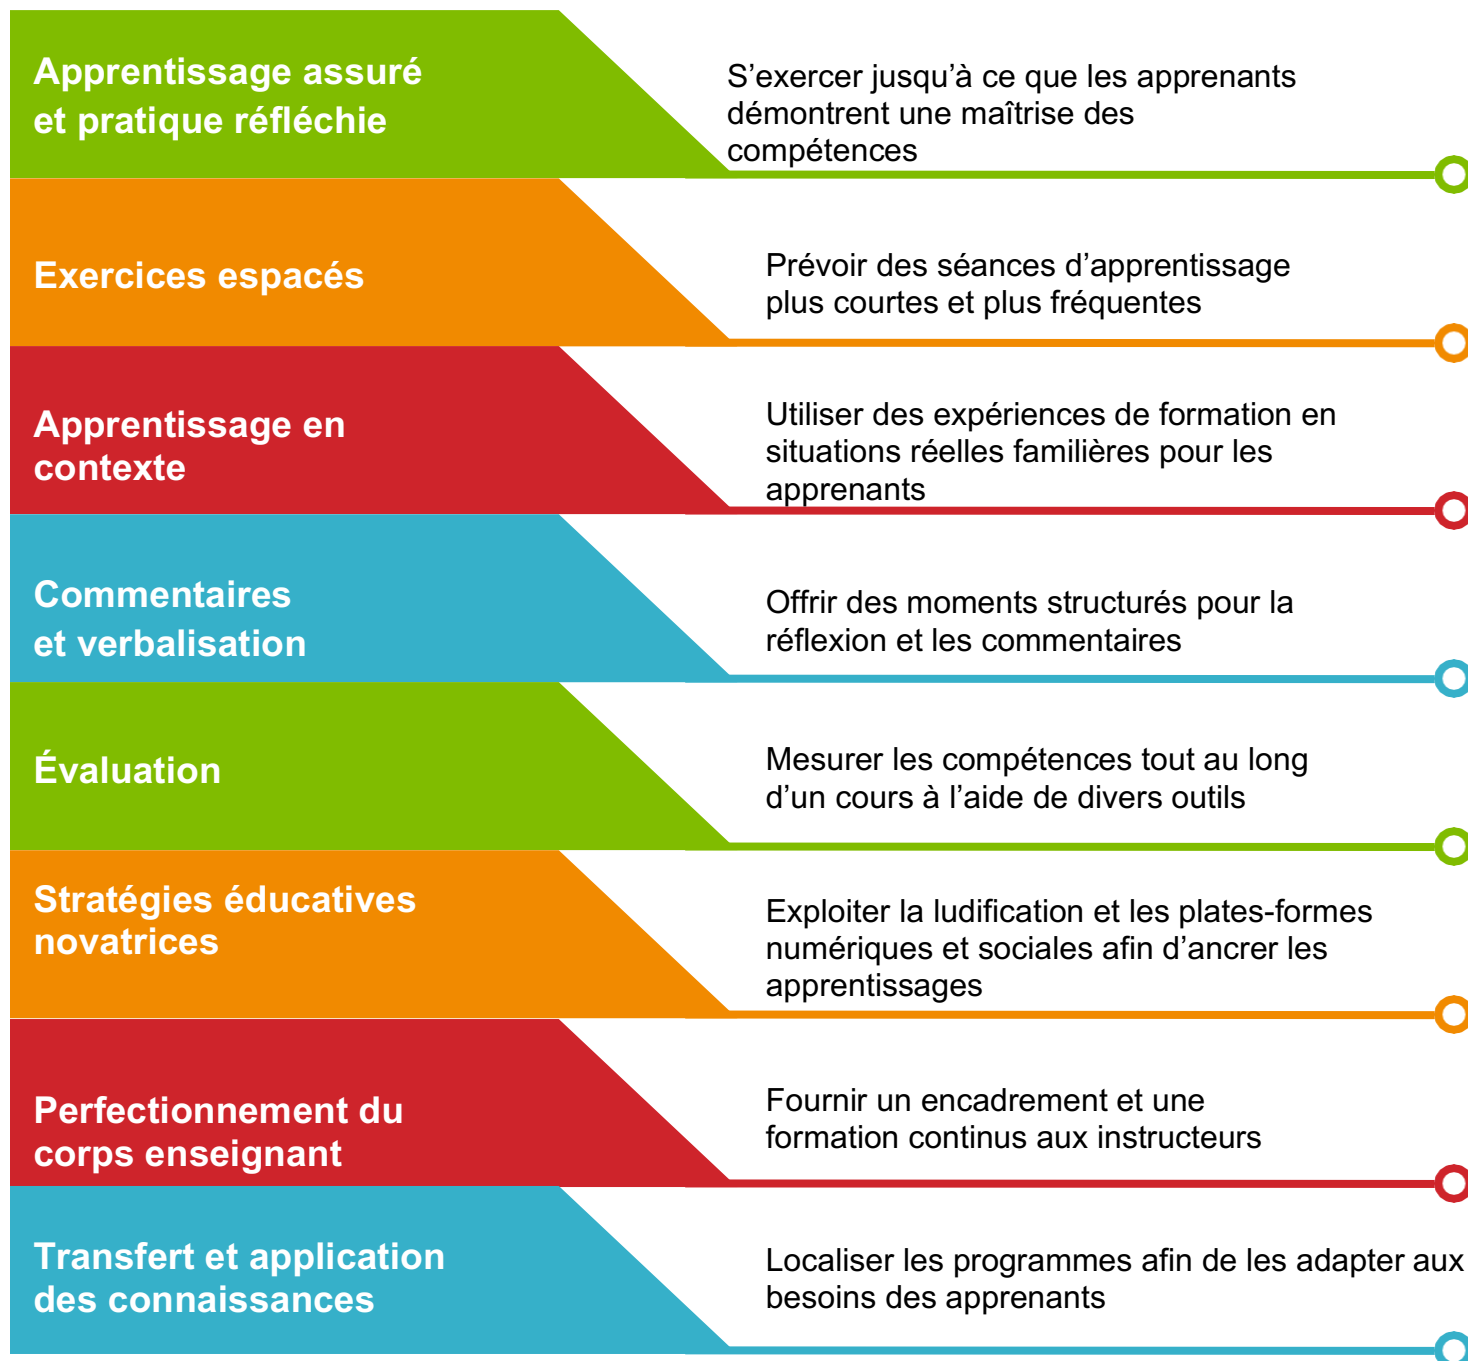 Apprentissage assuré
et pratique réfléchie
S’exercer jusqu’à ce que les apprenants
démontrent une maîtrise des
compétences
Exercices espacés
Prévoir des séances d’apprentissage
plus courtes et plus fréquentes
Apprentissage en
contexte
Utiliser des expériences de formation en
situations réelles familières pour les
apprenants
Commentaires
et verbalisation
Offrir des moments structurés pour la
réflexion et les commentaires
Évaluation
Mesurer les compétences tout au long
d’un cours à l’aide de divers outils
Stratégies éducatives
novatrices
Exploiter la ludification et les plates-formes
numériques et sociales afin d’ancrer les
apprentissages
Perfectionnement du
corps enseignant
Fournir un encadrement et une
formation continus aux instructeurs
Transfert et application
des connaissances
Localiser les programmes afin de les adapter aux
besoins des apprenants